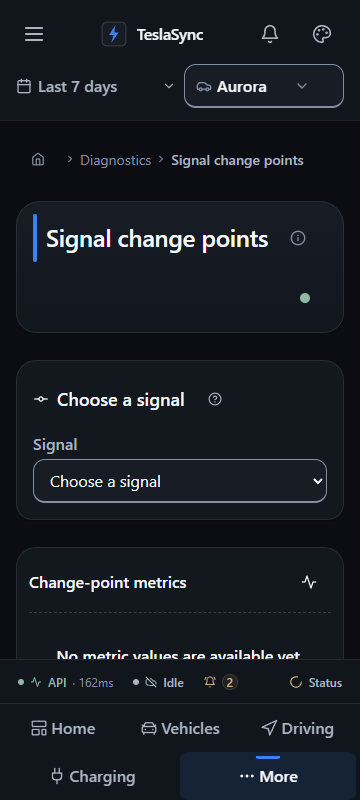 TeslaSync
Last 7 days
Aurora
Diagnostics
Signal change points
Signal change points
Choose a signal
Signal
Choose a signal
Change-point metrics
No metric values are available yet
API · 162ms
Idle
2
Status
Home
Vehicles
Driving
Charging
More